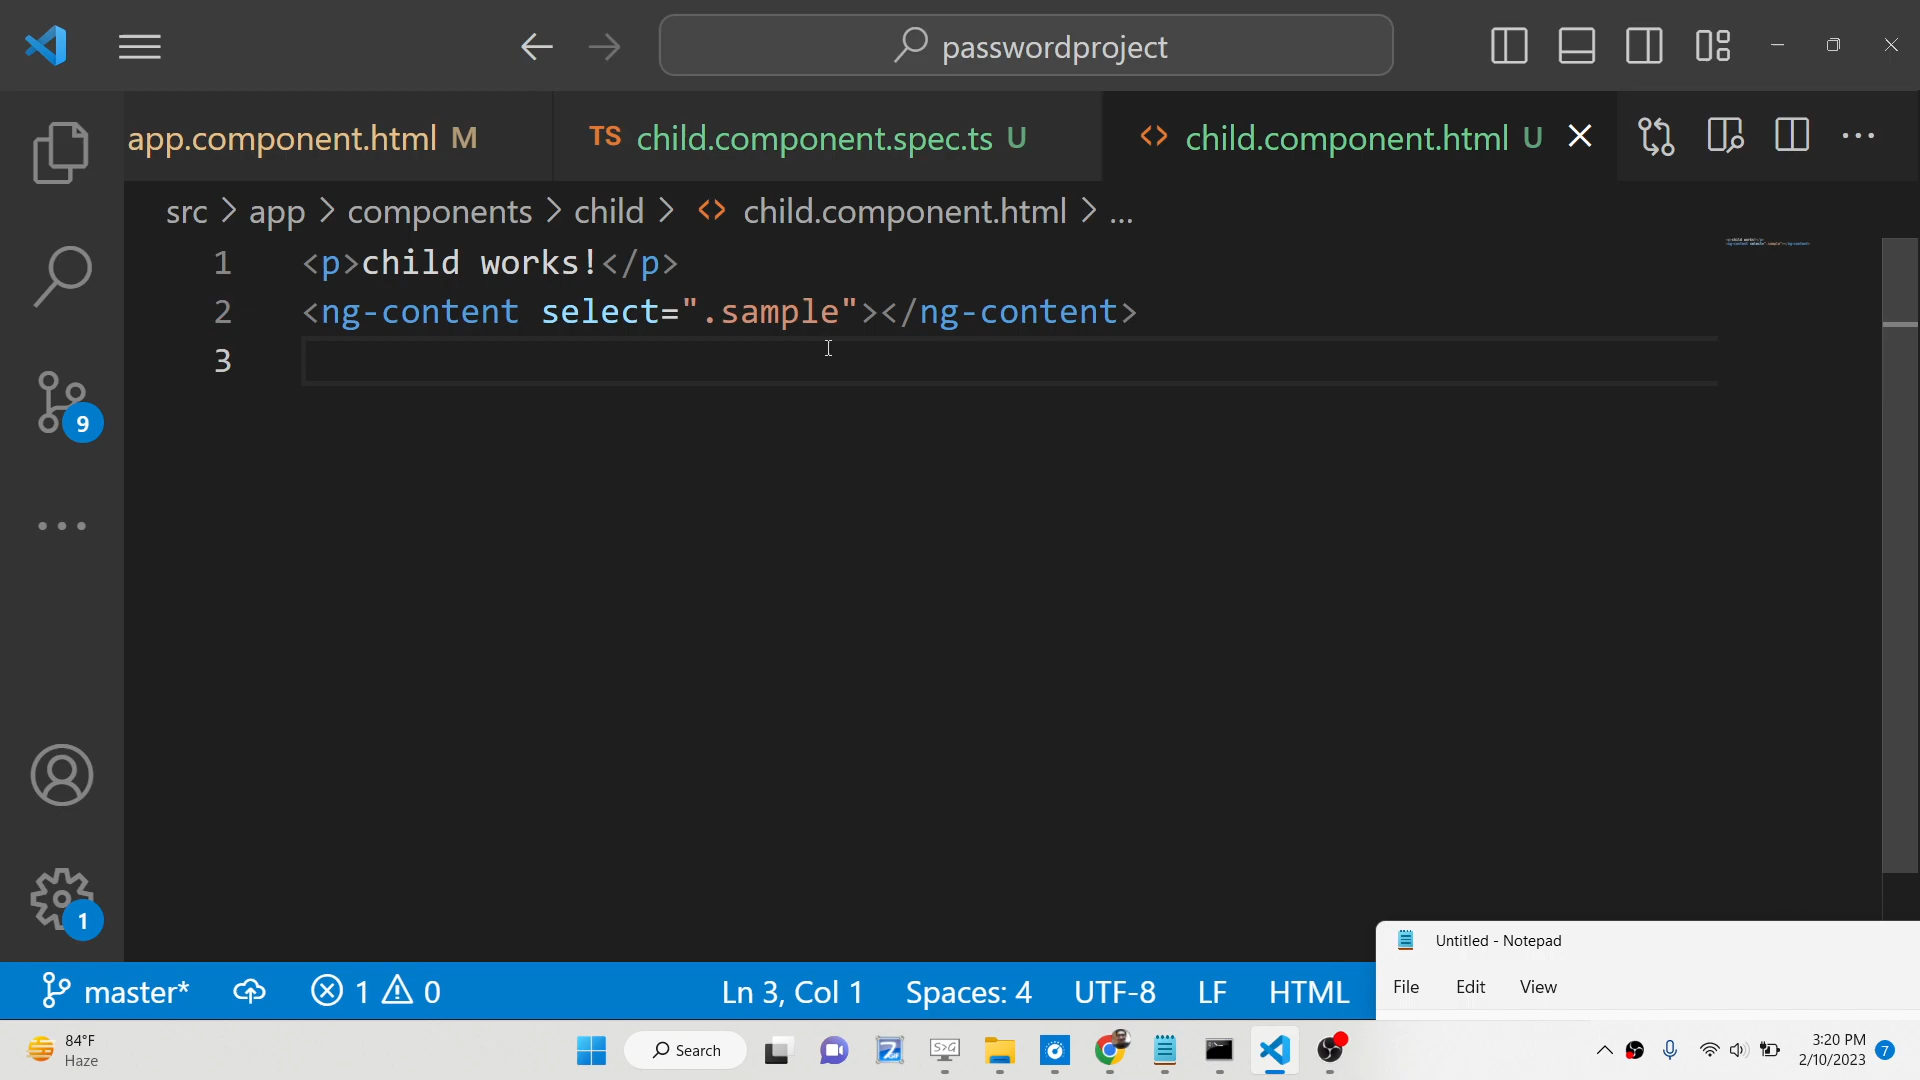 passwordproject
app.component.html M
TS child.component.spec.ts U
<> child.component.html U
src > app > components > child > <> child.component.html > ...
1 <p>child works!</p>
2 <ng-content select=".sample"></ng-content>
3
9
1
Untitled - Notepad
File Edit View
master* 1 0 Ln 3, Col 1 Spaces: 4 UTF-8 LF HTML
84°F
Haze
Search
S>G
3:20 PM
2/10/2023
7